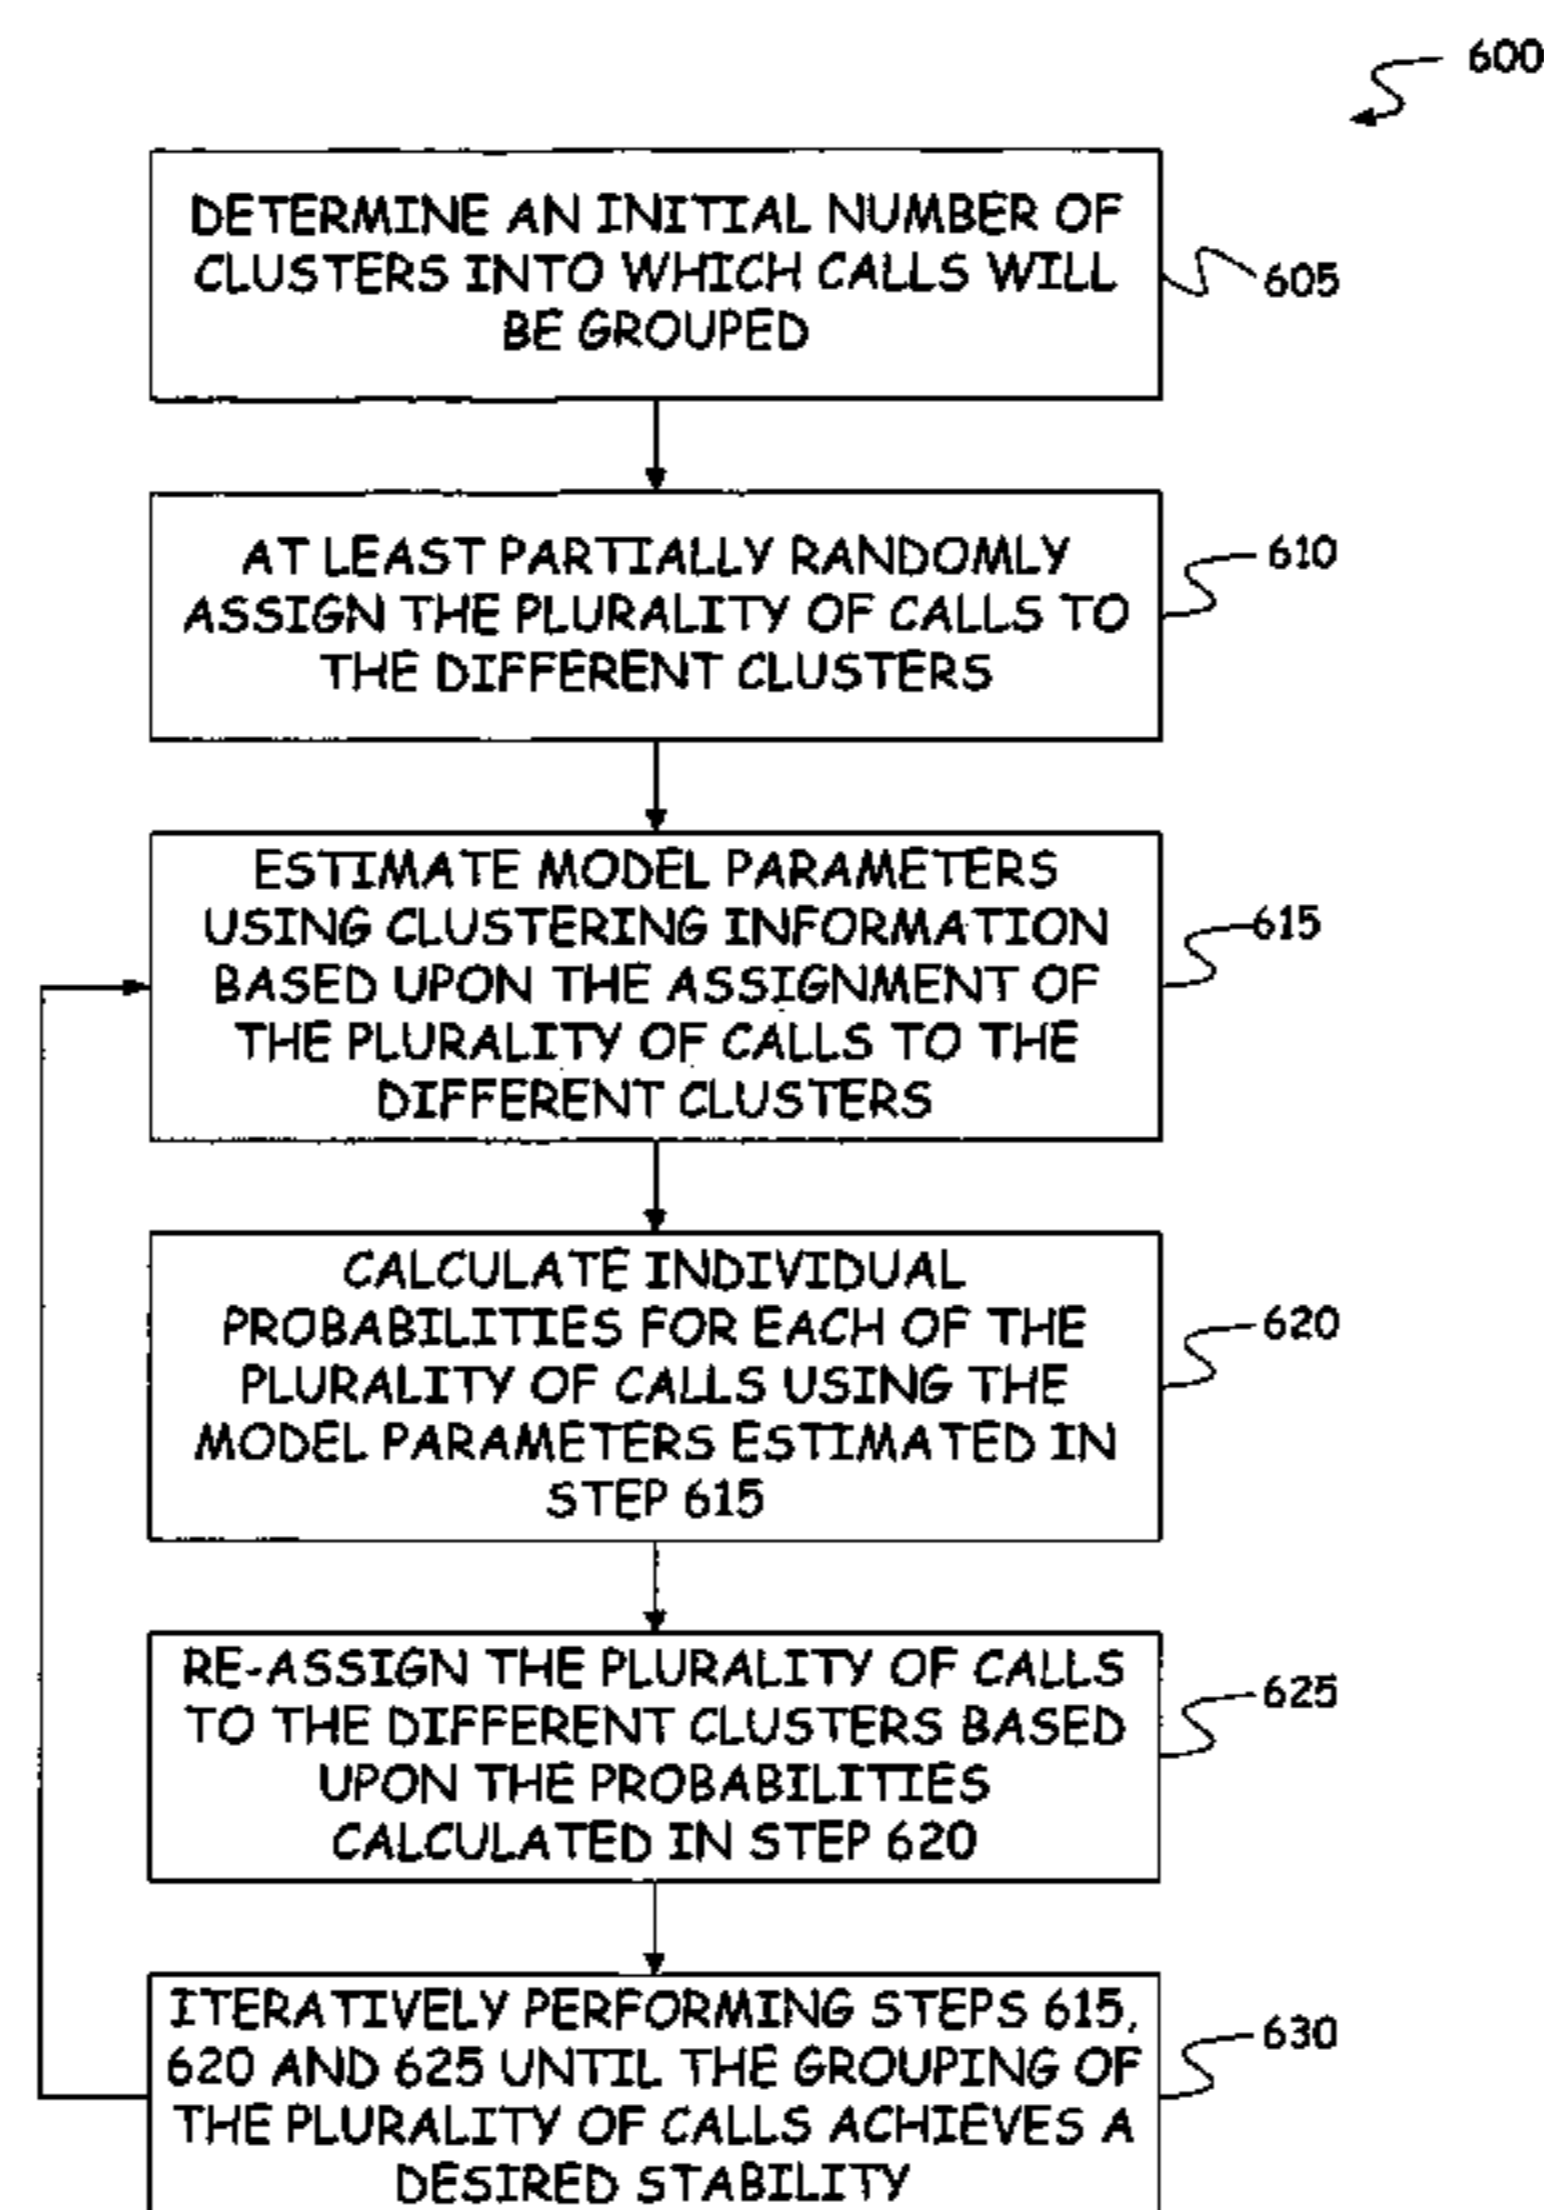 600
DETERMINE AN INITIAL NUMBER OF
CLUSTERS INTO WHICH CALLS WILL
BE GROUPED
605
AT LEAST PARTIALLY RANDOMLY
ASSIGN THE PLURALITY OF CALLS TO
THE DIFFERENT CLUSTERS
610
ESTIMATE MODEL PARAMETERS
USING CLUSTERING INFORMATION
BASED UPON THE ASSIGNMENT OF
THE PLURALITY OF CALLS TO THE
DIFFERENT CLUSTERS
615
CALCULATE INDIVIDUAL
PROBABILITIES FOR EACH OF THE
PLURALITY OF CALLS USING THE
MODEL PARAMETERS ESTIMATED IN
STEP 615
620
RE-ASSIGN THE PLURALITY OF CALLS
TO THE DIFFERENT CLUSTERS BASED
UPON THE PROBABILITIES
CALCULATED IN STEP 620
625
ITERATIVELY PERFORMING STEPS 615,
620 AND 625 UNTIL THE GROUPING OF
THE PLURALITY OF CALLS ACHIEVES A
DESIRED STABILITY
630